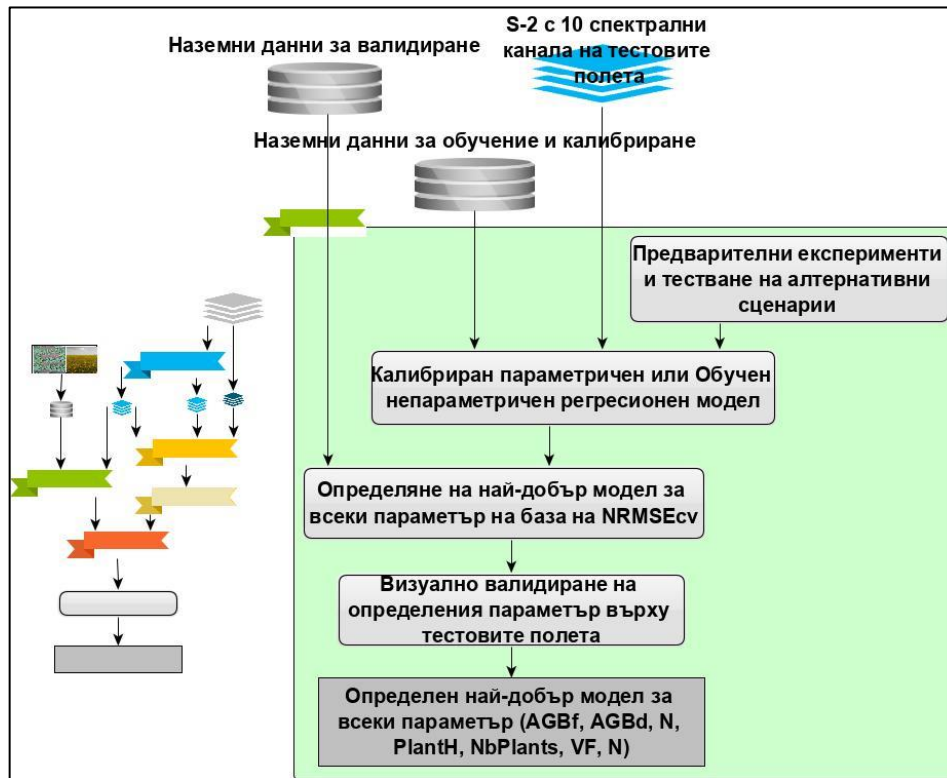 Наземни данни за валидиране
S-2 с 10 спектрални
канала на тестовите
полета
Наземни данни за обучение и калибриране
Предварителни експерименти
и тестване на алтернативни
сценарии
Калибриран параметричен или Обучен
непараметричен регресионен модел
Определяне на най-добър модел за
всеки параметър на база на NRMSEcv
Визуално валидиране на
определения параметър върху
тестовите полета
Определен най-добър модел за
всеки параметър (AGBf, AGBd, N,
PlantH, NbPlants, VF, N)